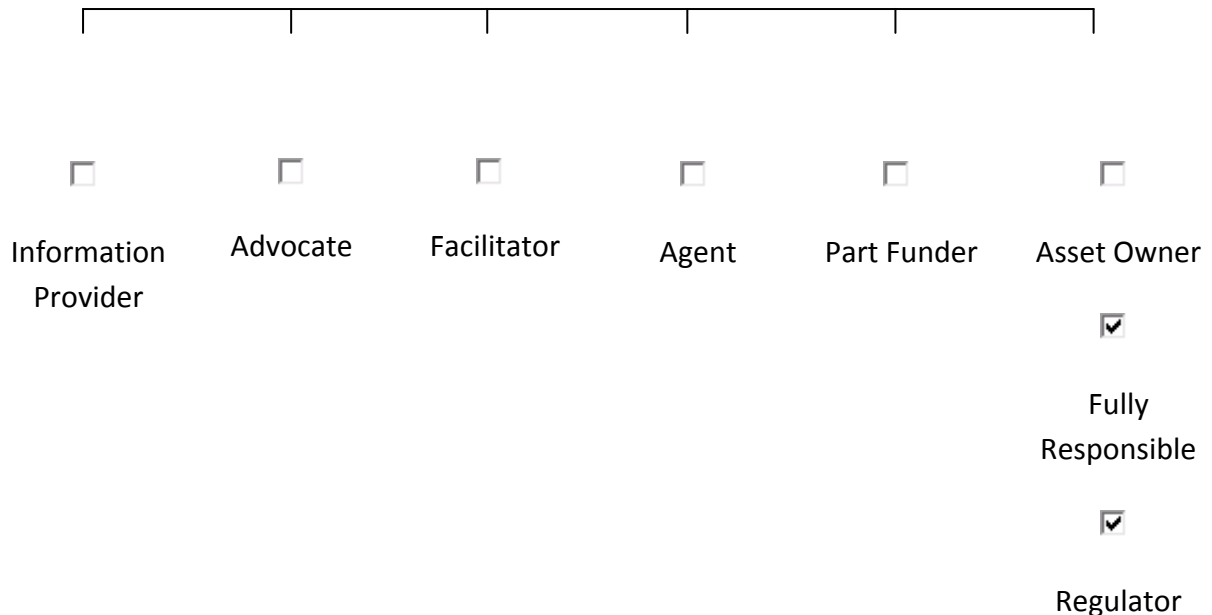 Information
Provider
Advocate
Facilitator
Agent
Part Funder
Asset Owner
Fully
Responsible
Regulator